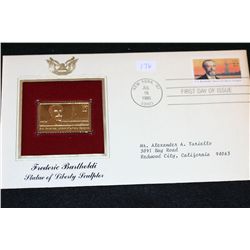 176
NEW YORK, NY
JUL
18
1985
10001
FIRST DAY OF ISSUE
Mr. Alexander A. Toriello
3091 Bay Road
Redwood City, California 94063
Frederic Bartholdi
Statue of Liberty Sculptor